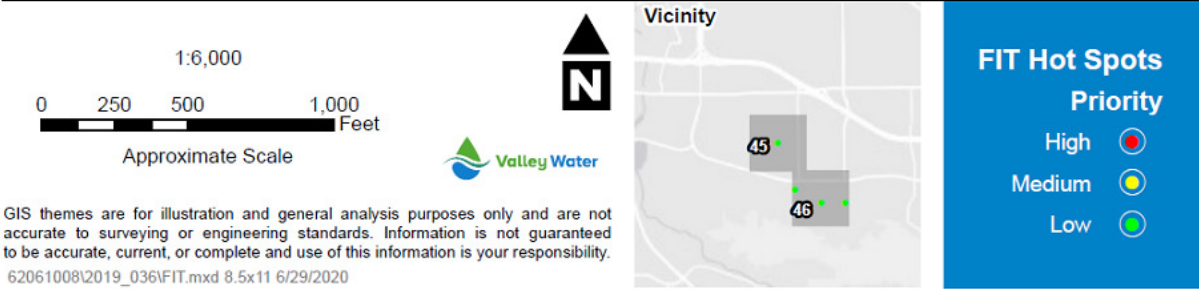 1:6,000
0 250 500 1,000
Feet
Approximate Scale
N
Valley Water
GIS themes are for illustration and general analysis purposes only and are not
accurate to surveying or engineering standards. Information is not guaranteed
to be accurate, current, or complete and use of this information is your responsibility.
62061008\2019_036\FIT.mxd 8.5x11 6/29/2020
Vicinity
45
46
FIT Hot Spots
Priority
High
Medium
Low